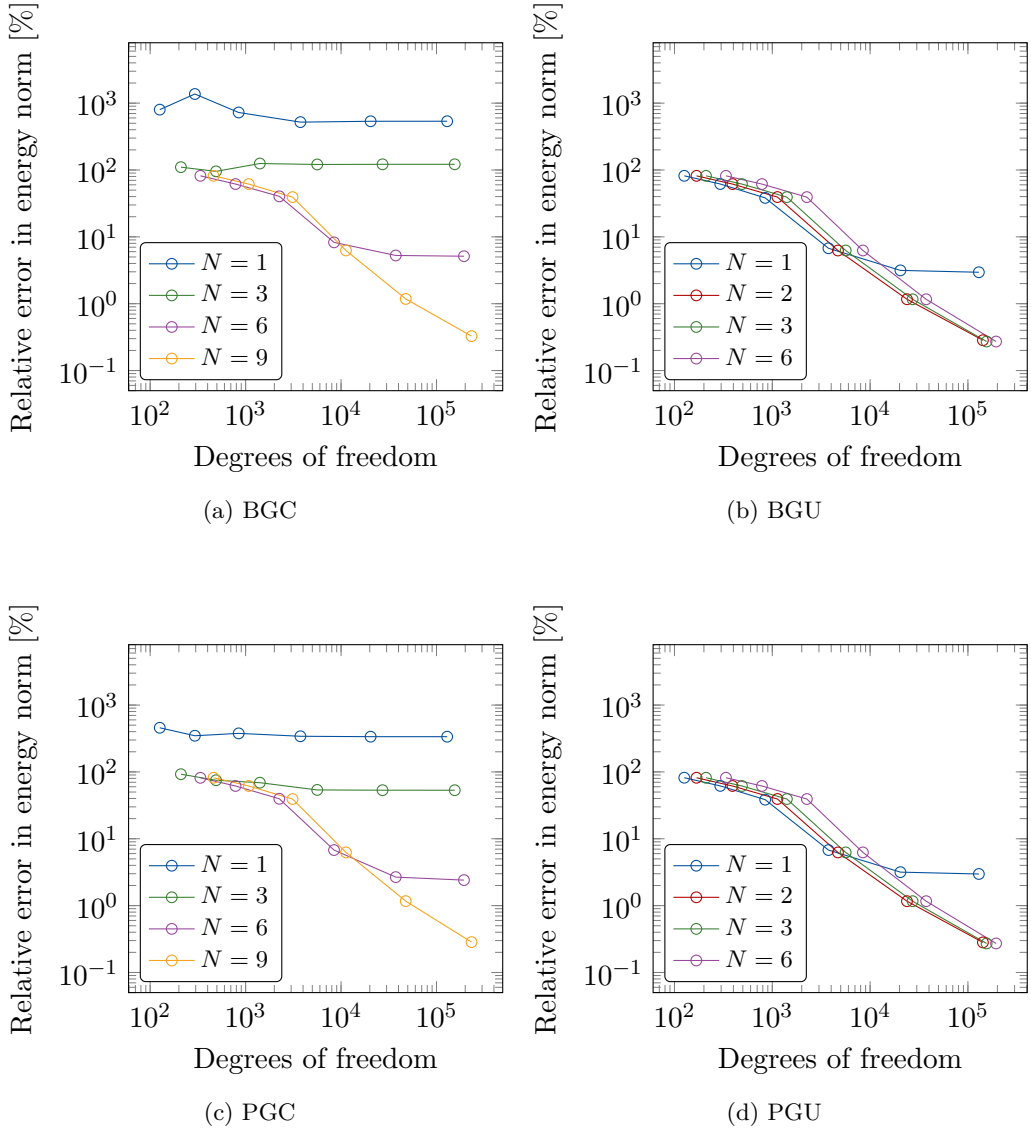 Relative error in energy norm [%]
10^3
10^2
10^1
10^0
10^−1
N = 1
N = 3
N = 6
N = 9
10^2 10^3 10^4 10^5
Degrees of freedom
(a) BGC
Relative error in energy norm [%]
10^3
10^2
10^1
10^0
10^−1
N = 1
N = 2
N = 3
N = 6
10^2 10^3 10^4 10^5
Degrees of freedom
(b) BGU
Relative error in energy norm [%]
10^3
10^2
10^1
10^0
10^−1
N = 1
N = 3
N = 6
N = 9
10^2 10^3 10^4 10^5
Degrees of freedom
(c) PGC
Relative error in energy norm [%]
10^3
10^2
10^1
10^0
10^−1
N = 1
N = 2
N = 3
N = 6
10^2 10^3 10^4 10^5
Degrees of freedom
(d) PGU